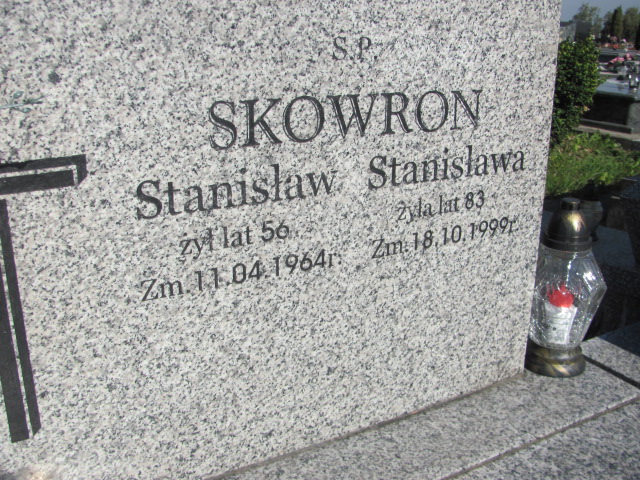 S.P.
SKOWRON
Stanisław Stanisława
żył lat 56 żyła lat 83
Zm.11.04.1964r. Zm.18.10.1999r.